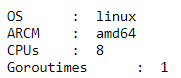 OS : linux
ARCM : amd64
CPUs : 8
Goroutimes : 1